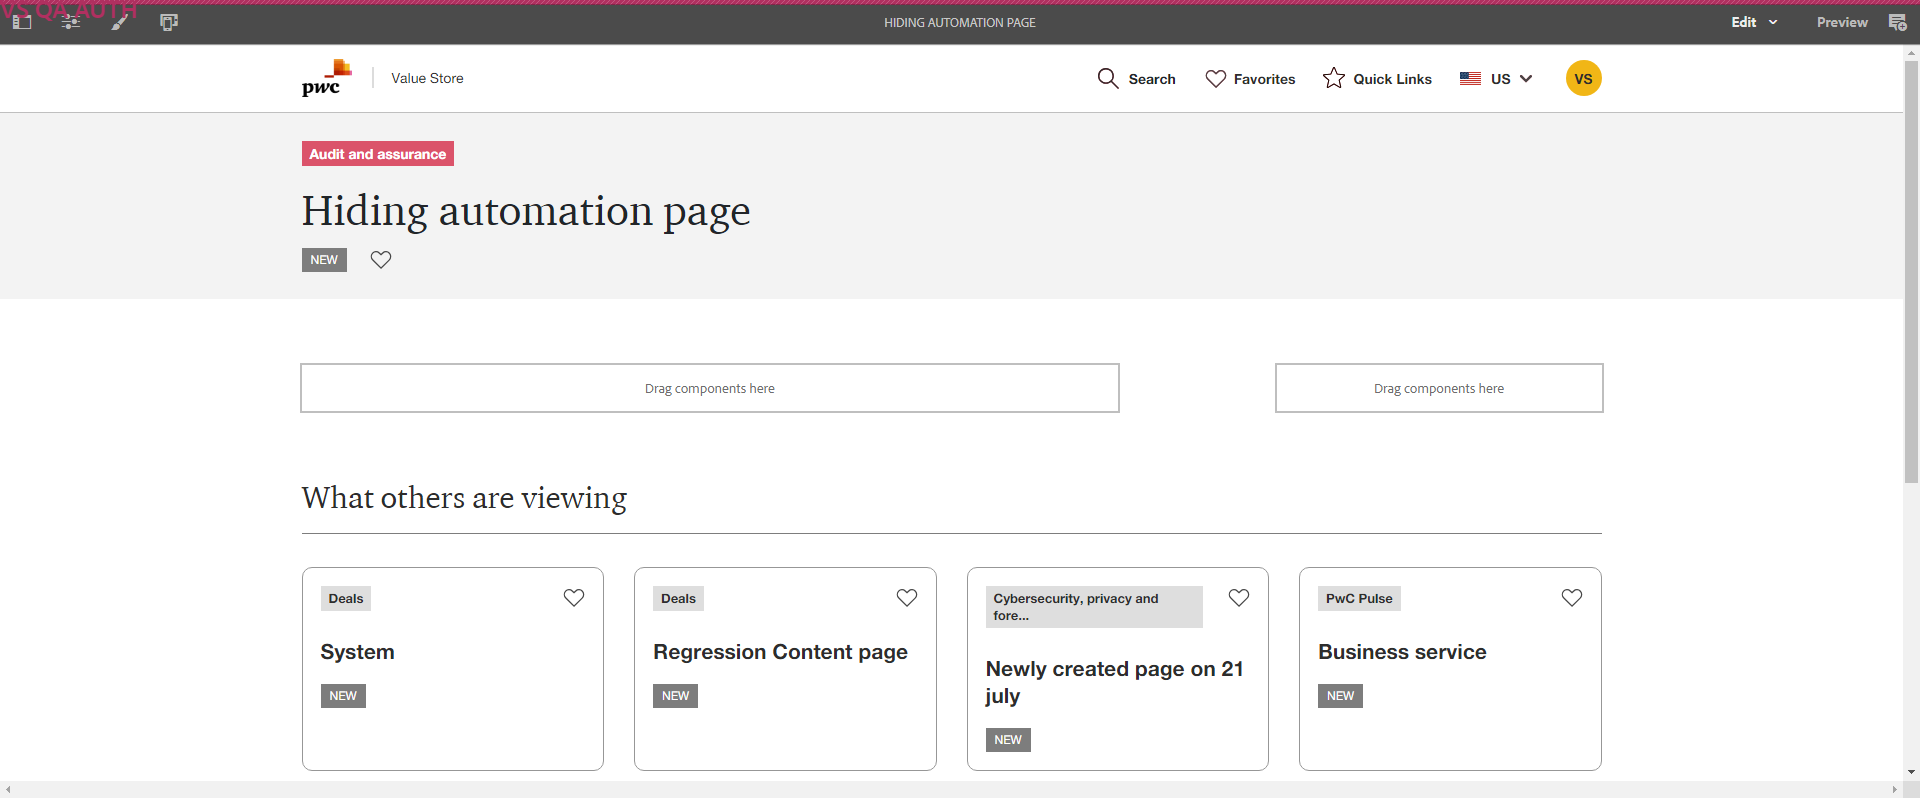 VS QA AUTH
HIDING AUTOMATION PAGE
Edit
Preview
pwc
Value Store
Search
Favorites
Quick Links
US
VS
Audit and assurance
Hiding automation page
NEW
Drag components here
Drag components here
What others are viewing
Deals
System
NEW
Deals
Regression Content page
NEW
Cybersecurity, privacy and
fore...
Newly created page on 21
july
NEW
PwC Pulse
Business service
NEW